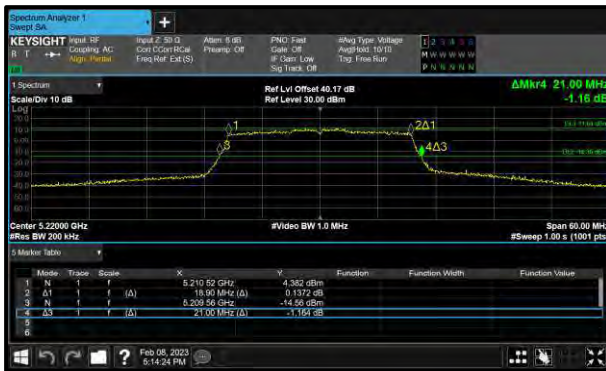 Spectrum Analyzer 1
Swept SA
+
KEYSIGHT Input: RF Input Z: 50 Ω Atten: 6 dB PNO: Fast #Avg Type: Voltage 1 2 3 4 5 6
R T Coupling: AC Corr CCorr RCal Preamp: Off Gate: Off Avg|Hold: 10/10 M W W W W W
Align: Partial Freq Ref: Ext (S) IF Gain: Low Trig: Free Run P N N N N N
Sig Track: Off
1 Spectrum
Ref Lvl Offset 40.17 dB ΔMkr4 21.00 MHz
Scale/Div 10 dB Ref Level 30.00 dBm -1.16 dB
Log
1
2Δ1
3
4Δ3
Center 5.22000 GHz #Video BW 1.0 MHz Span 60.00 MHz
#Res BW 200 kHz #Sweep 1.00 s (1001 pts
5 Marker Table
Mode Trace Scale X Y Function Function Width Function Value
1 N 1 f 5.210 52 GHz 4.382 dBm
2 Δ1 1 f (Δ) 18.90 MHz (Δ) 0.1372 dB
3 N 1 f 5.209 56 GHz -14.56 dBm
4 Δ3 1 f (Δ) 21.00 MHz (Δ) -1.164 dB
5
6
? Feb 08, 2023
5:14:24 PM